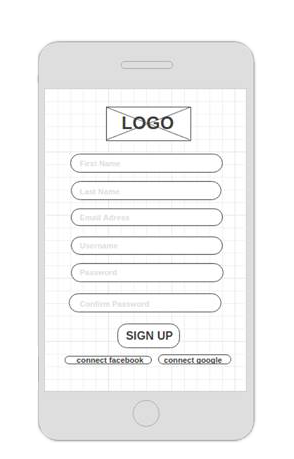 LOGO
First Name
Last Name
Email Adress
Username
Password
Confirm Password
SIGN UP
connect facebook connect google